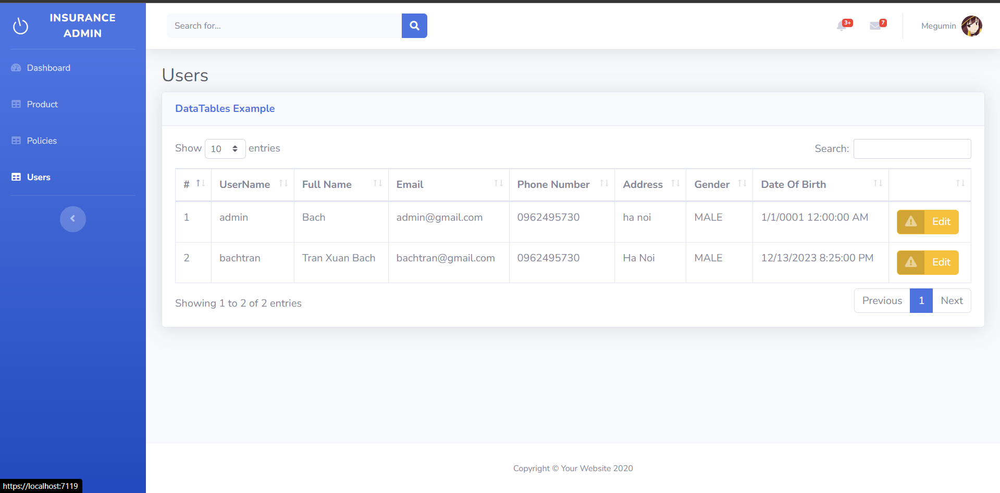 INSURANCE
ADMIN
Dashboard
Product
Policies
Users
Search for...
3+
7
Megumin
Users
DataTables Example
Show 10 entries
Search:
# UserName Full Name Email Phone Number Address Gender Date Of Birth
1 admin Bach admin@gmail.com 0962495730 ha noi MALE 1/1/0001 12:00:00 AM Edit
2 bachtran Tran Xuan Bach bachtran@gmail.com 0962495730 Ha Noi MALE 12/13/2023 8:25:00 PM Edit
Showing 1 to 2 of 2 entries
Previous 1 Next
Copyright © Your Website 2020
https://localhost:7119